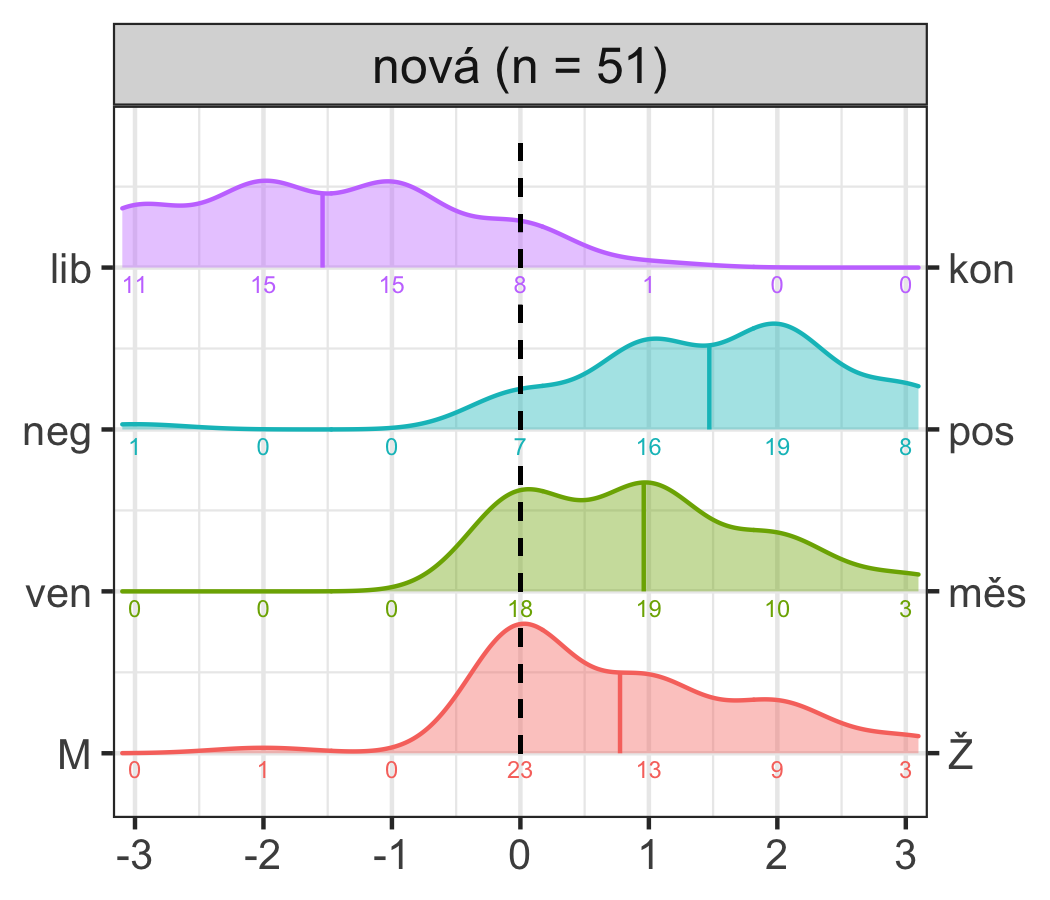 nová (n = 51)
lib kon
11 15 15 8 1 0 0
neg pos
1 0 0 7 16 19 8
ven měs
0 0 0 18 19 10 3
M Ž
0 1 0 23 13 9 3
-3 -2 -1 0 1 2 3